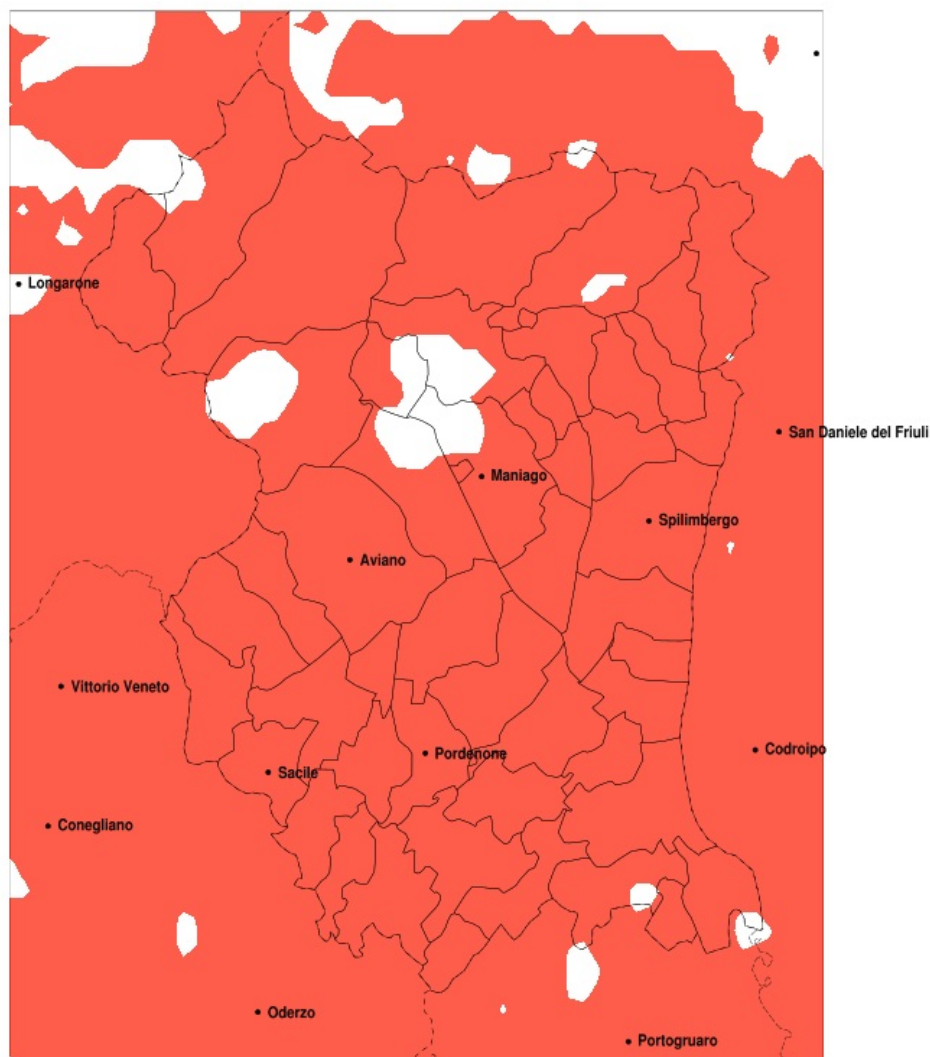 Longarone
San Daniele del Friuli
Maniago
Spilimbergo
Aviano
Vittorio Veneto
Codroipo
Pordenone
Sacile
Conegliano
Oderzo
Portogruaro